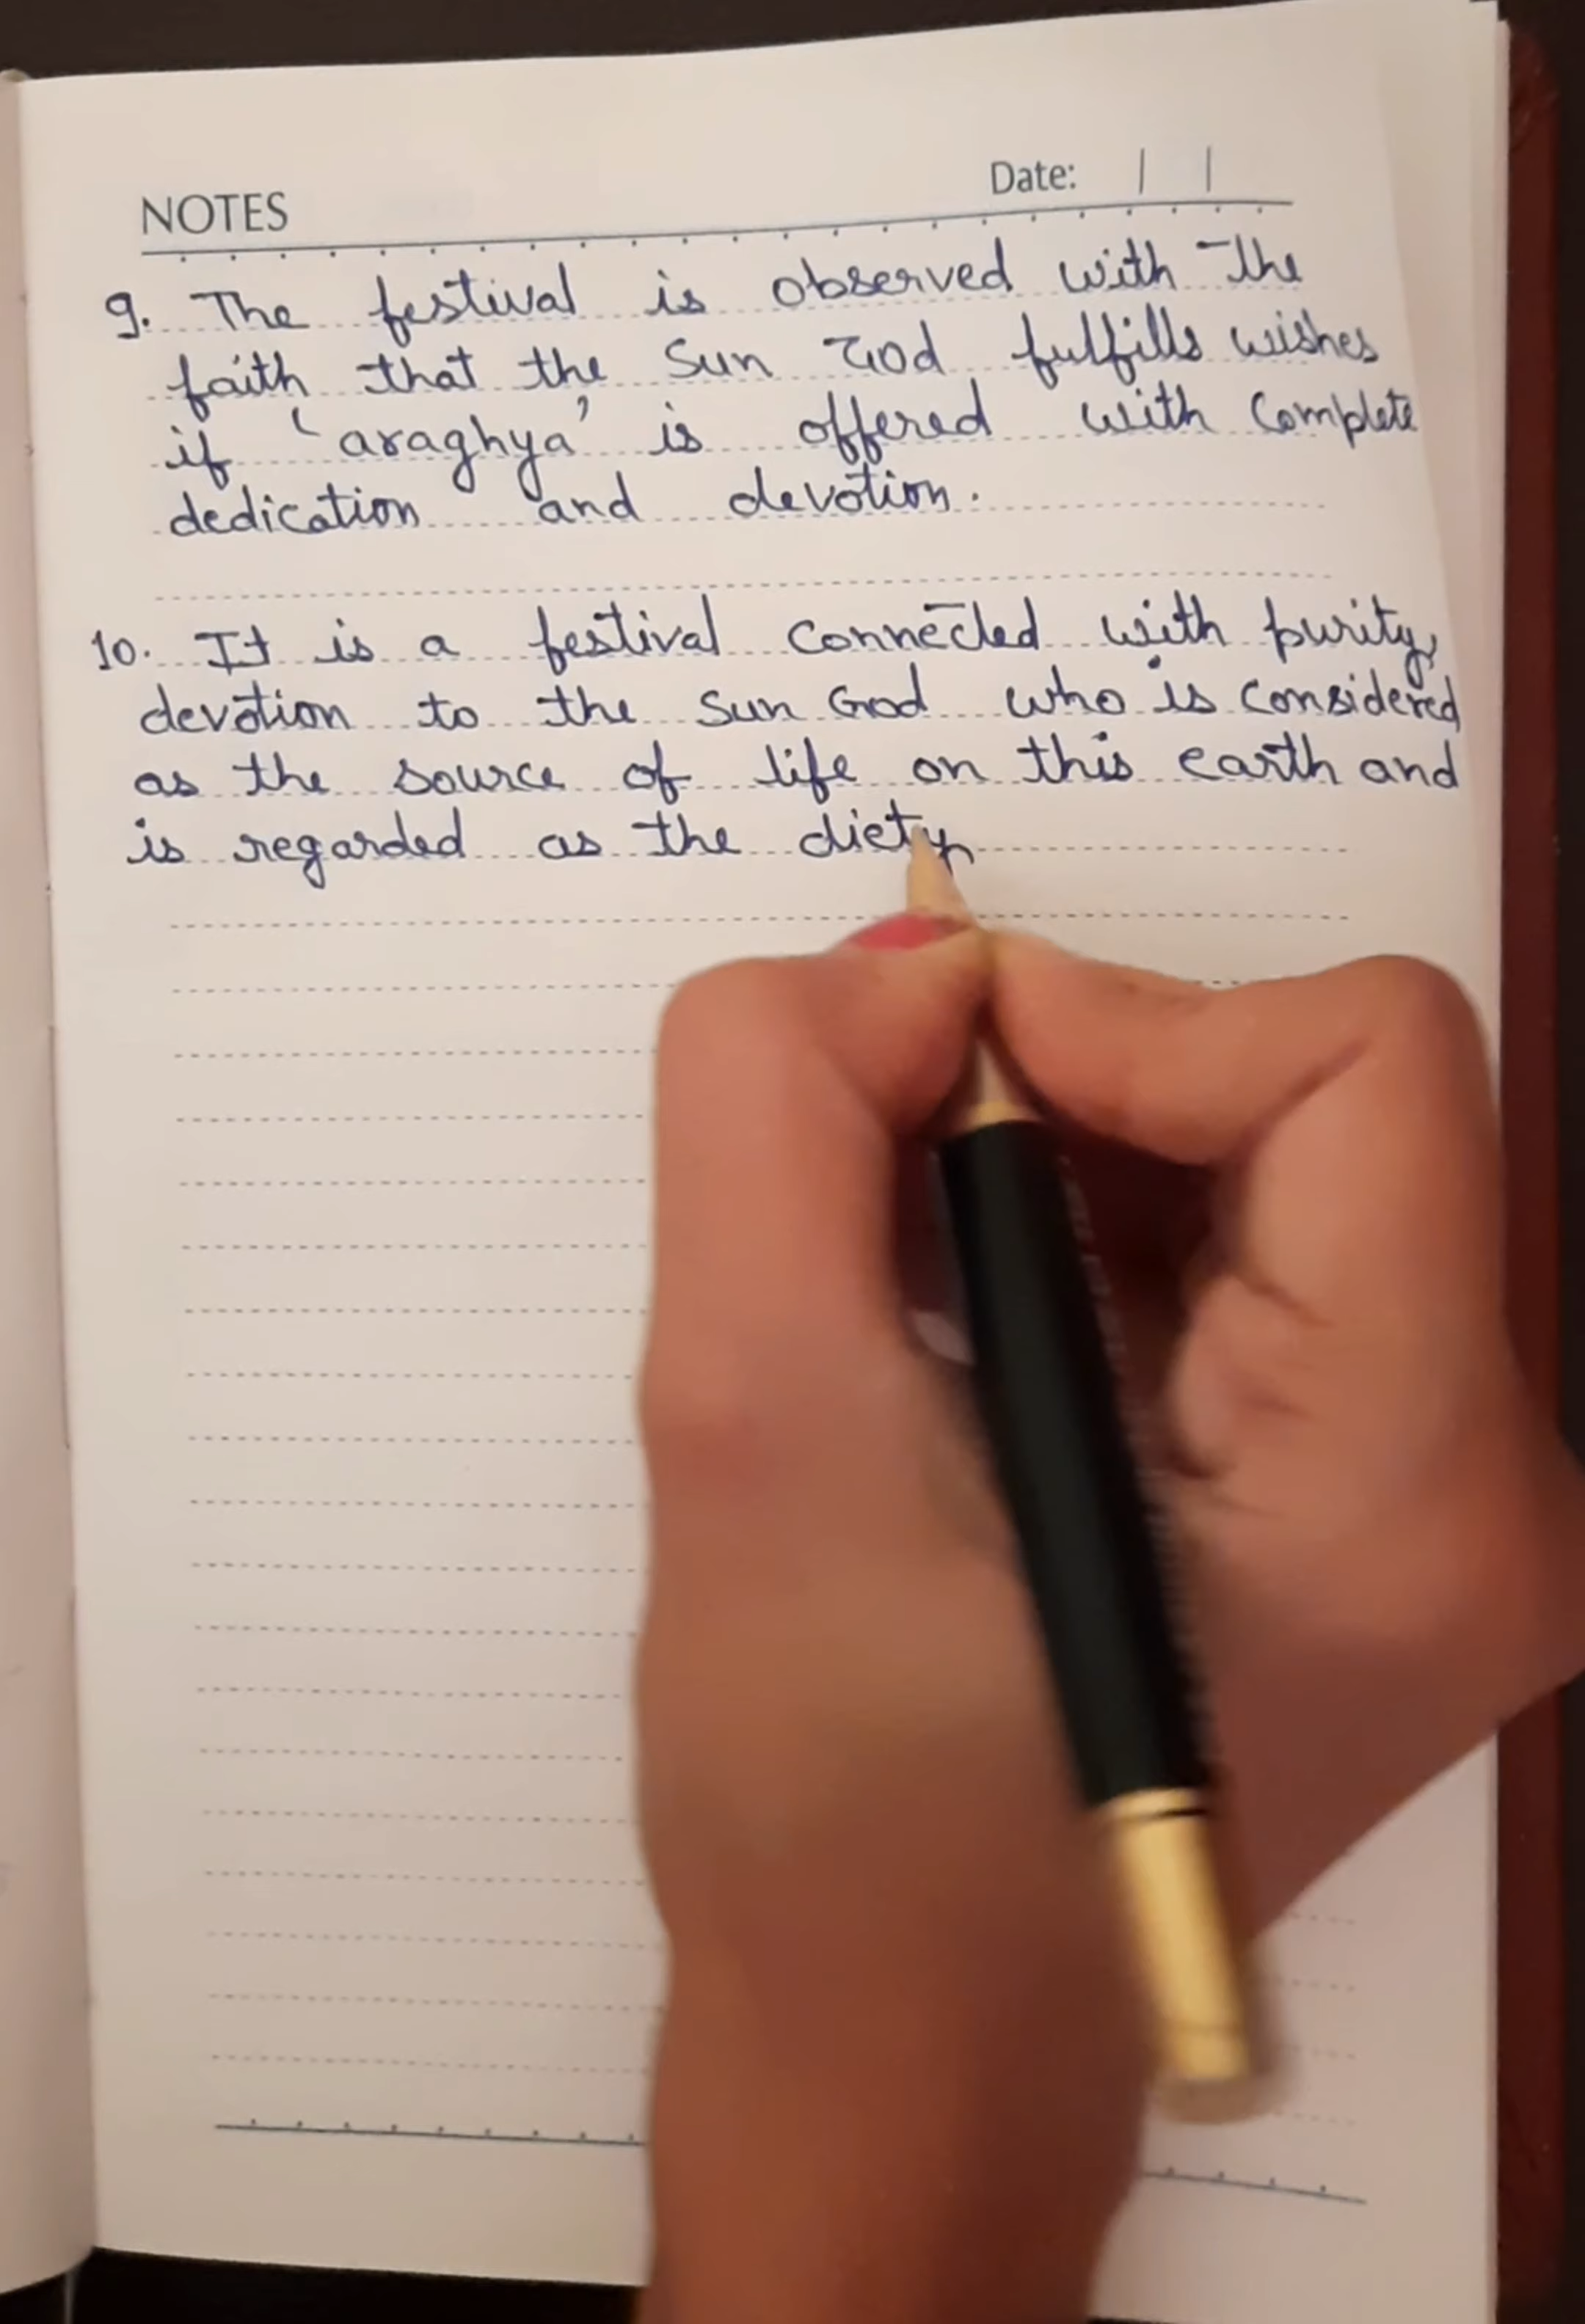 NOTES Date: / /
9. The festival is observed with the
faith that the Sun God fulfills wishes
if 'araghya' is offered with complete
dedication and devotion.
10. It is a festival connected with purity,
devotion to the Sun God who is considered
as the source of life on this earth and
is regarded as the diety